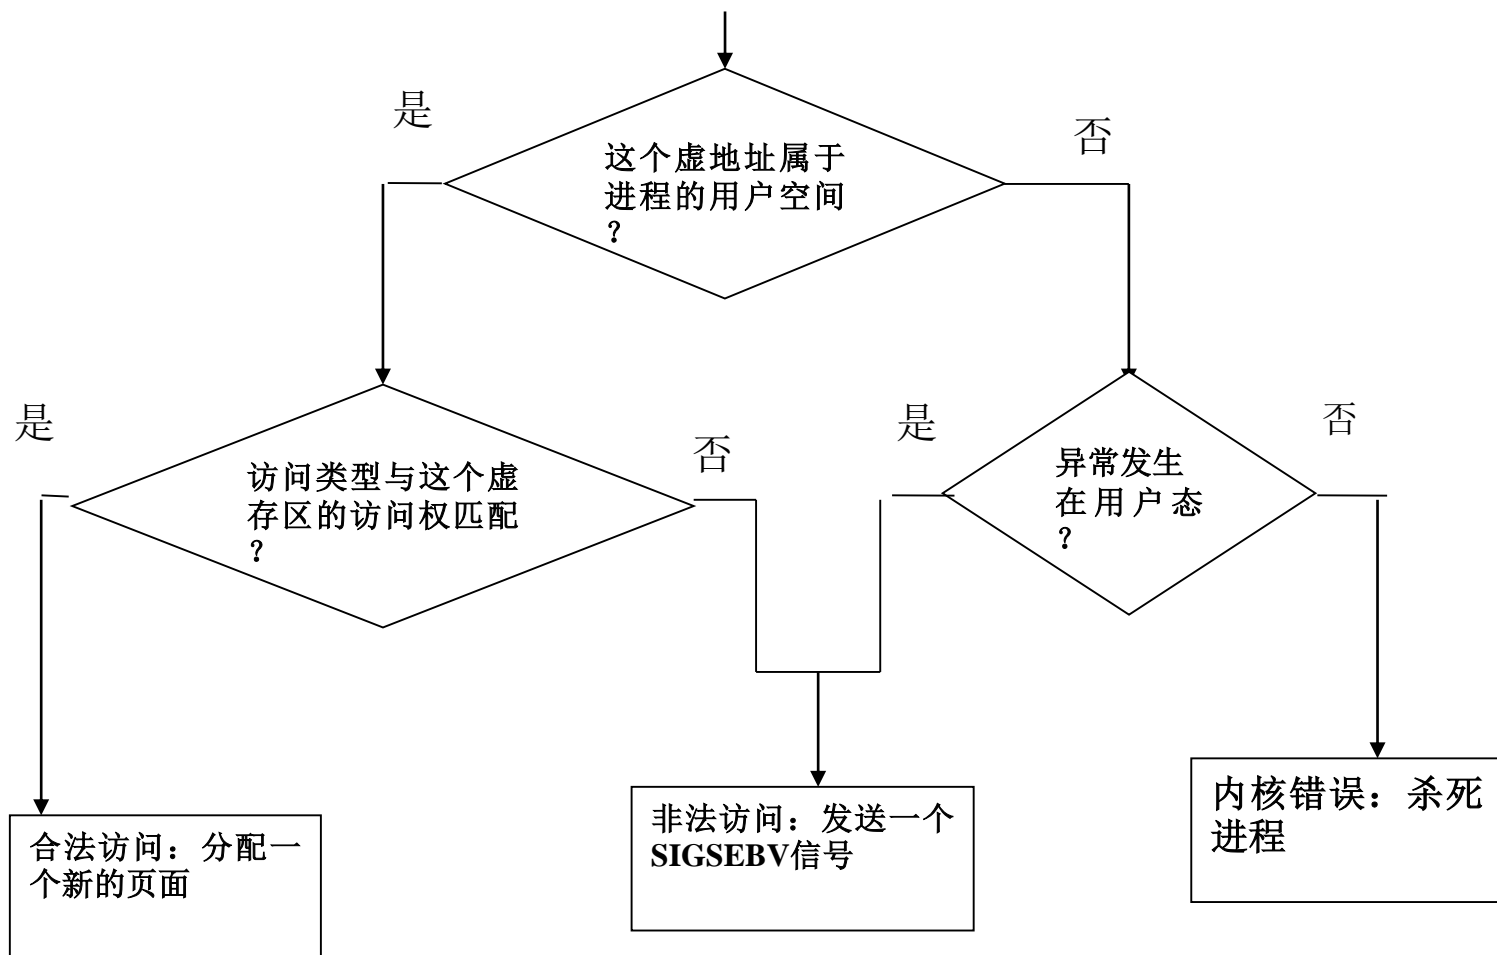 是
否
这个虚地址属于
进程的用户空间
？
是
否
是
否
访问类型与这个虚
存区的访问权匹配
？
异常发生
在用户态
？
合法访问：分配一
个新的页面
非法访问：发送一个
SIGSEBV信号
内核错误：杀死
进程